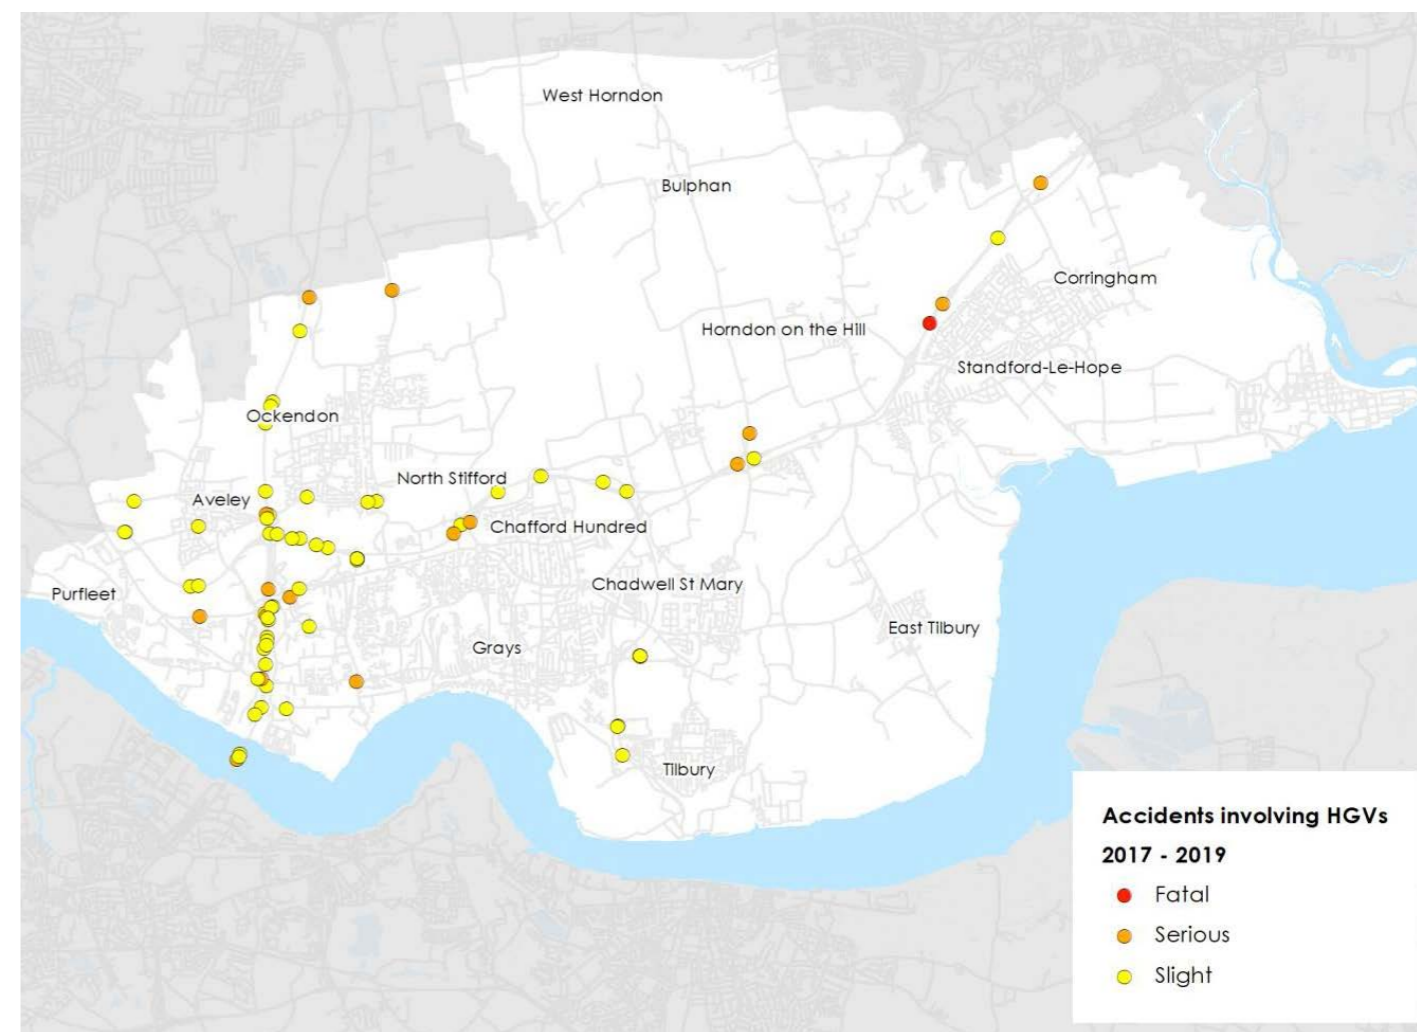 West Horndon
Bulphan
Corringham
Horndon on the Hill
Standford-Le-Hope
Ockendon
North Stifford
Aveley
Chafford Hundred
Chadwell St Mary
Purfleet
East Tilbury
Grays
Tilbury
Accidents involving HGVs
2017 - 2019
Fatal
Serious
Slight